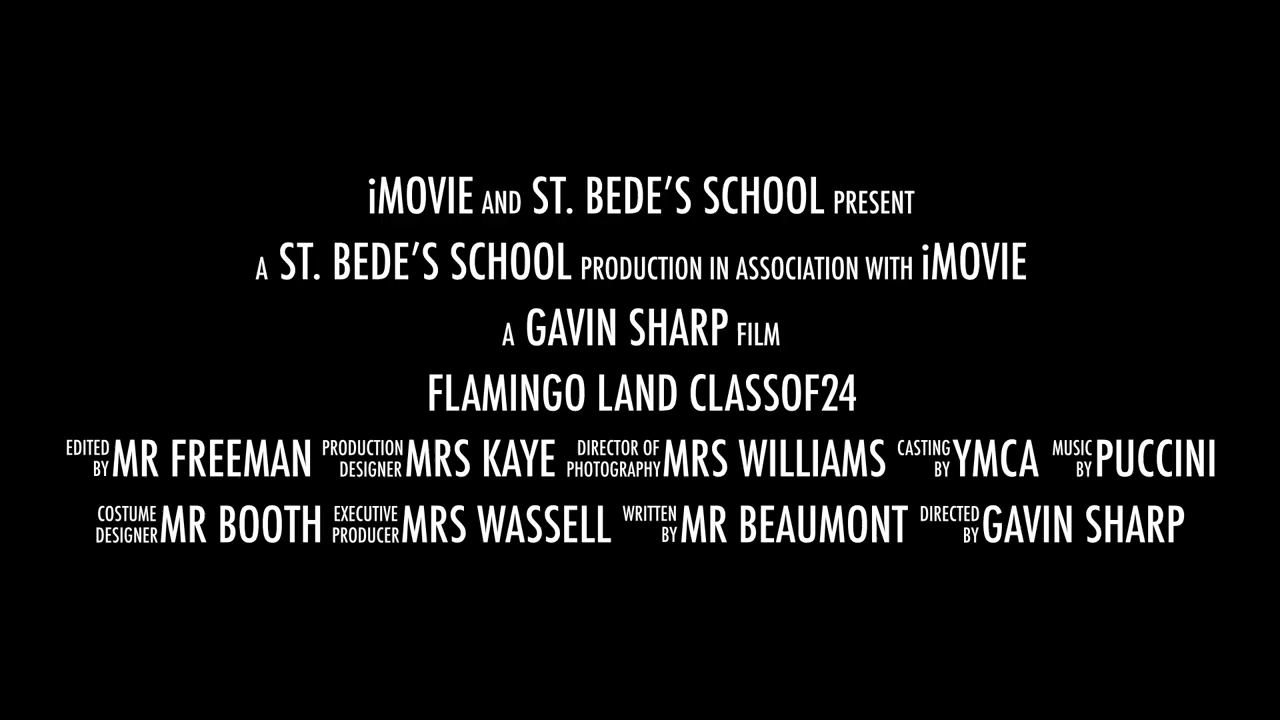 iMOVIE AND ST. BEDE'S SCHOOL PRESENT
A ST. BEDE'S SCHOOL PRODUCTION IN ASSOCIATION WITH iMOVIE
A GAVIN SHARP FILM
FLAMINGO LAND CLASSOF24
EDITED BY MR FREEMAN PRODUCTION DESIGNER MRS KAYE DIRECTOR OF PHOTOGRAPHY MRS WILLIAMS CASTING BY YMCA MUSIC BY PUCCINI
COSTUME DESIGNER MR BOOTH EXECUTIVE PRODUCER MRS WASSELL WRITTEN BY MR BEAUMONT DIRECTED BY GAVIN SHARP